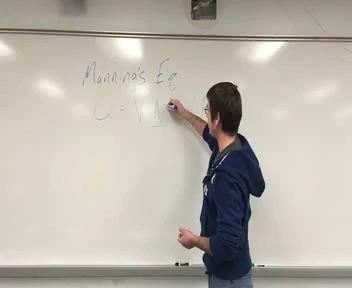 Manning's Eq
Q = V A